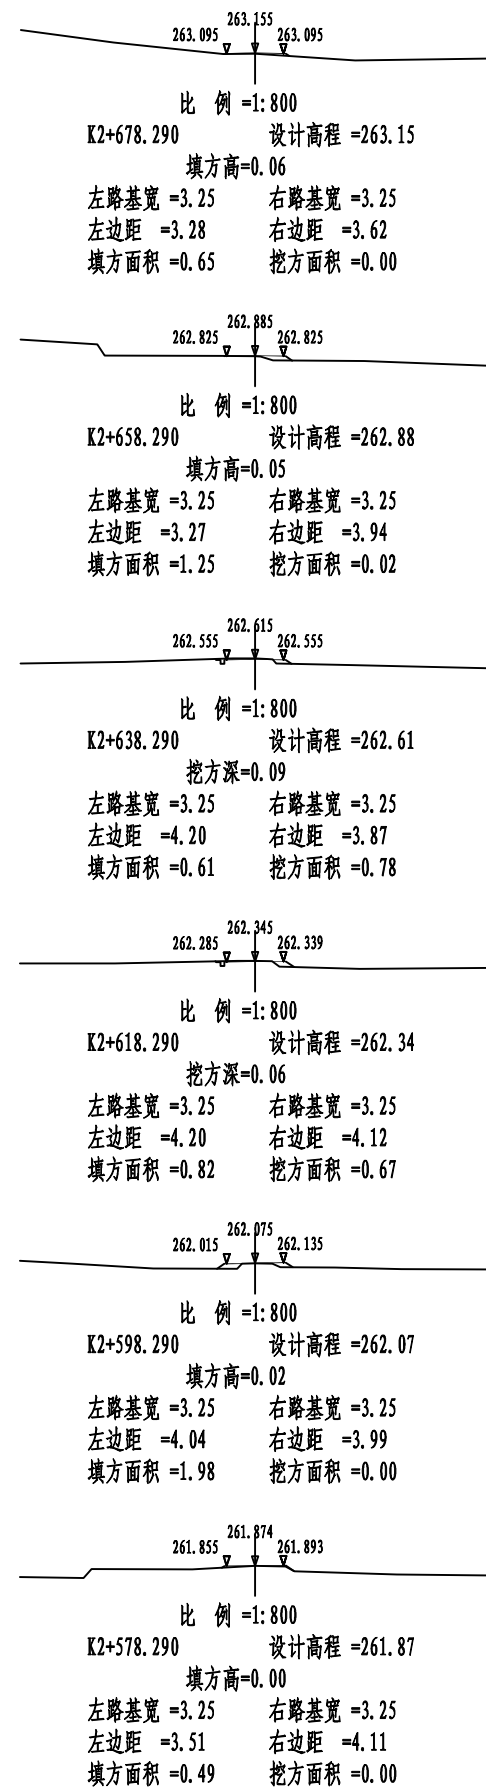 263.155
263.095 263.095
比 例 =1:800
K2+678.290 设计高程 =263.15
填方高=0.06
左路基宽 =3.25 右路基宽 =3.25
左边距 =3.28 右边距 =3.62
填方面积 =0.65 挖方面积 =0.00
262.885
262.825 262.825
比 例 =1:800
K2+658.290 设计高程 =262.88
填方高=0.05
左路基宽 =3.25 右路基宽 =3.25
左边距 =3.27 右边距 =3.94
填方面积 =1.25 挖方面积 =0.02
262.615
262.555 262.555
比 例 =1:800
K2+638.290 设计高程 =262.61
挖方深=0.09
左路基宽 =3.25 右路基宽 =3.25
左边距 =4.20 右边距 =3.87
填方面积 =0.61 挖方面积 =0.78
262.345
262.285 262.339
比 例 =1:800
K2+618.290 设计高程 =262.34
挖方深=0.06
左路基宽 =3.25 右路基宽 =3.25
左边距 =4.20 右边距 =4.12
填方面积 =0.82 挖方面积 =0.67
262.075
262.015 262.135
比 例 =1:800
K2+598.290 设计高程 =262.07
填方高=0.02
左路基宽 =3.25 右路基宽 =3.25
左边距 =4.04 右边距 =3.99
填方面积 =1.98 挖方面积 =0.00
261.874
261.855 261.893
比 例 =1:800
K2+578.290 设计高程 =261.87
填方高=0.00
左路基宽 =3.25 右路基宽 =3.25
左边距 =3.51 右边距 =4.11
填方面积 =0.49 挖方面积 =0.00